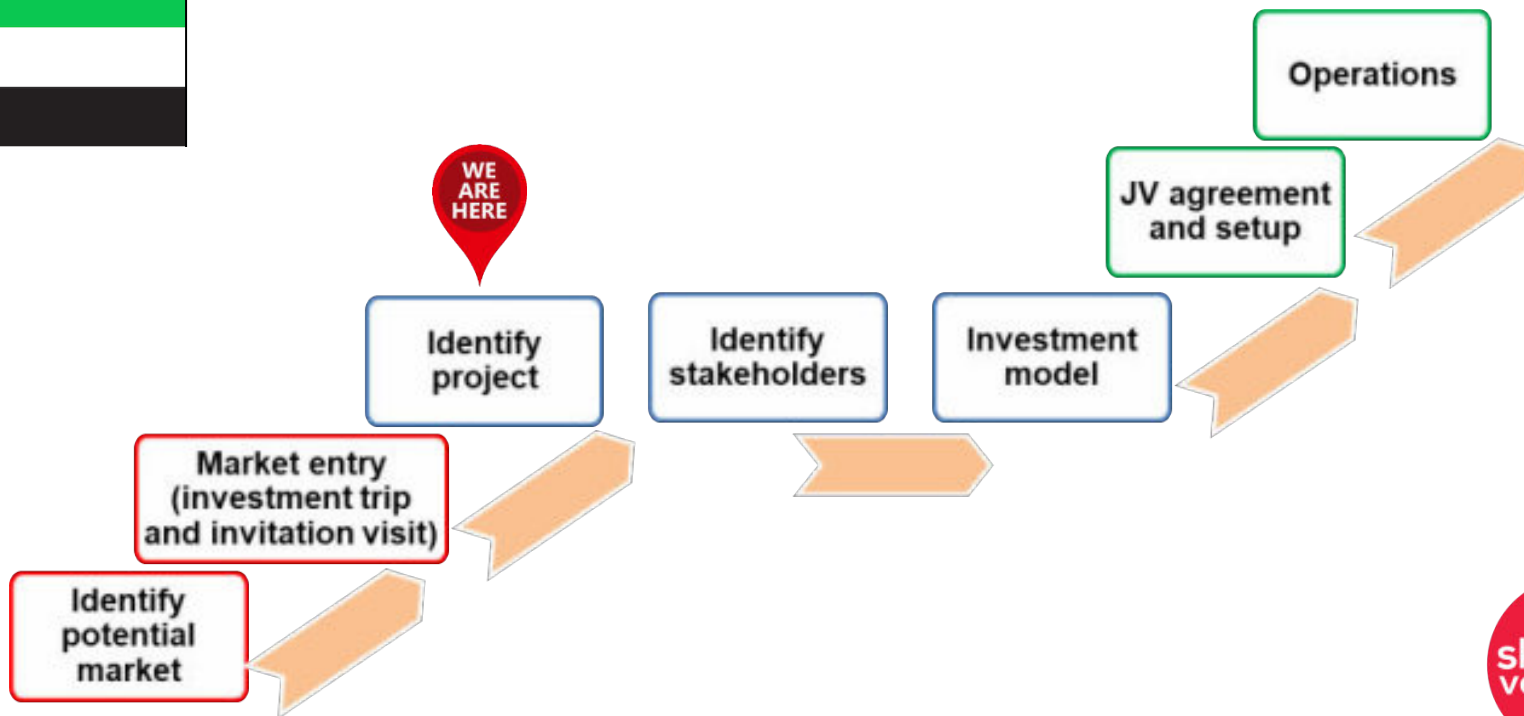 Operations
WE
ARE
HERE
JV agreement
and setup
Identify
project
Identify
stakeholders
Investment
model
Market entry
(investment trip
and invitation visit)
Identify
potential
market